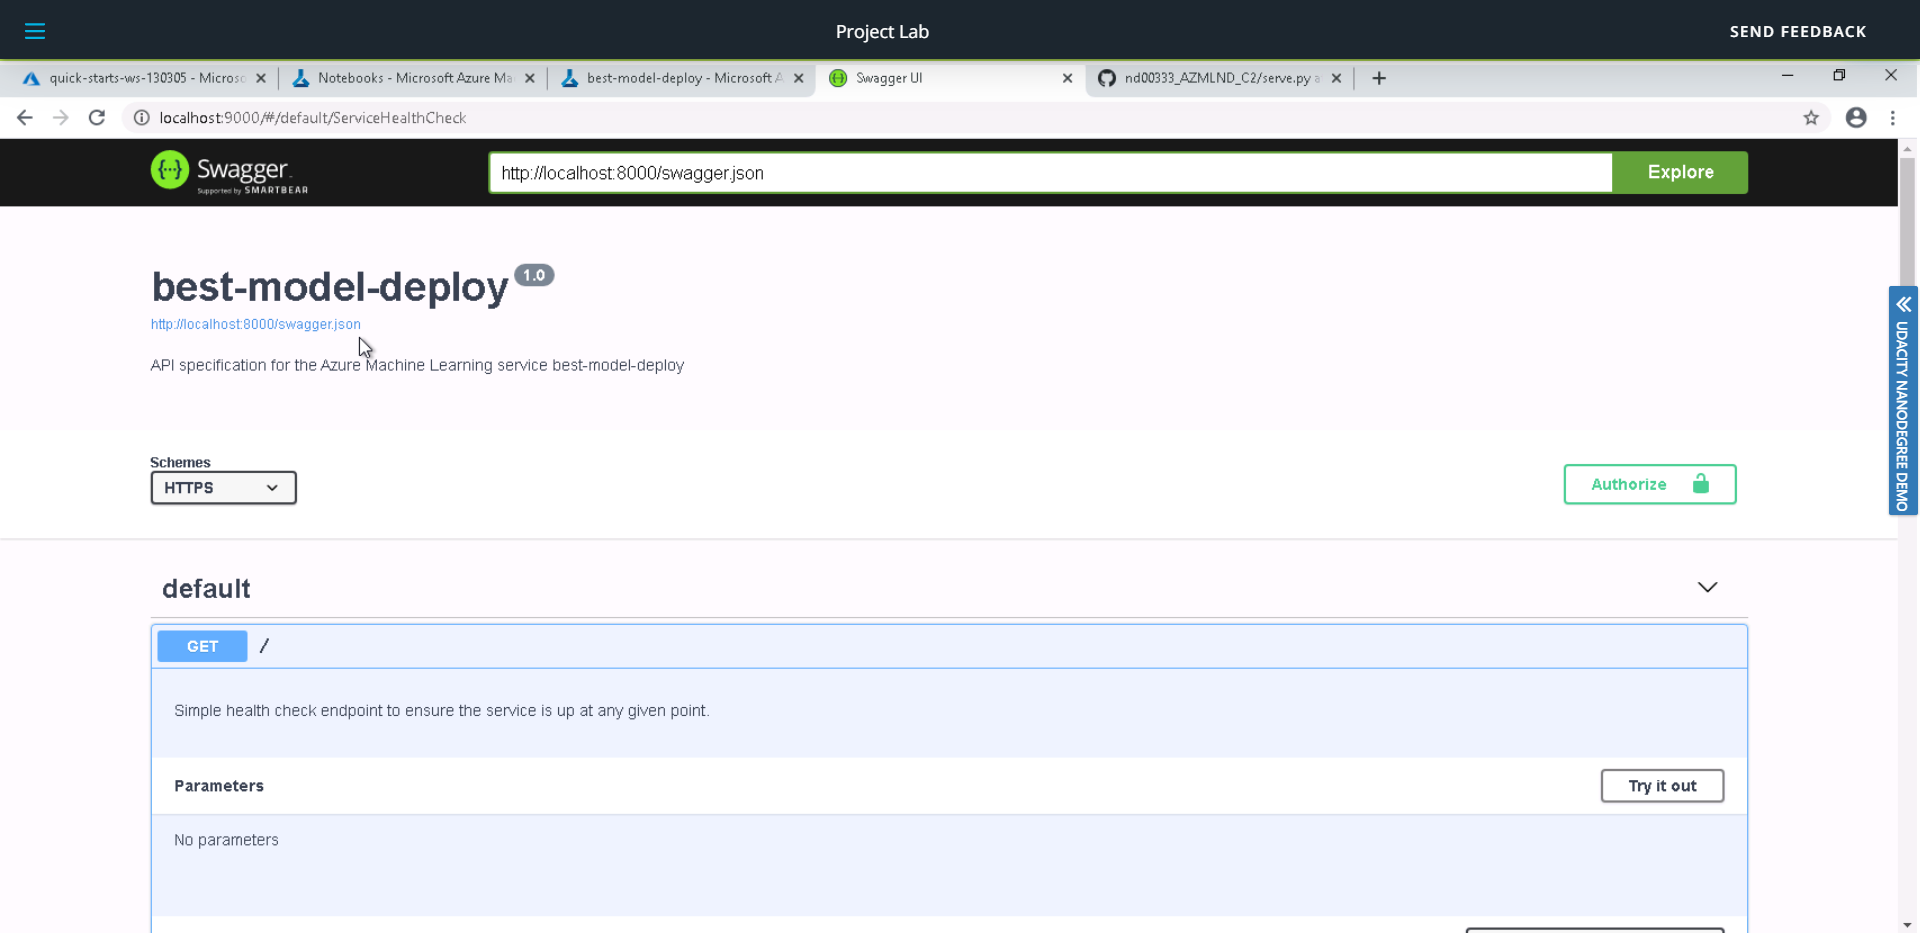 Project Lab
SEND FEEDBACK
quick-starts-ws-130305 - Microso
Notebooks - Microsoft Azure Ma
best-model-deploy - Microsoft A
Swagger UI
nd00333_AZMLND_C2/serve.py a
localhost:9000/#/default/ServiceHealthCheck
Swagger
Supported by SMARTBEAR
http://localhost:8000/swagger.json
Explore
best-model-deploy 1.0
http://localhost:8000/swagger.json
API specification for the Azure Machine Learning service best-model-deploy
UDACITY NANODEGREE DEMO
Schemes
HTTPS
Authorize
default
GET /
Simple health check endpoint to ensure the service is up at any given point.
Parameters
Try it out
No parameters